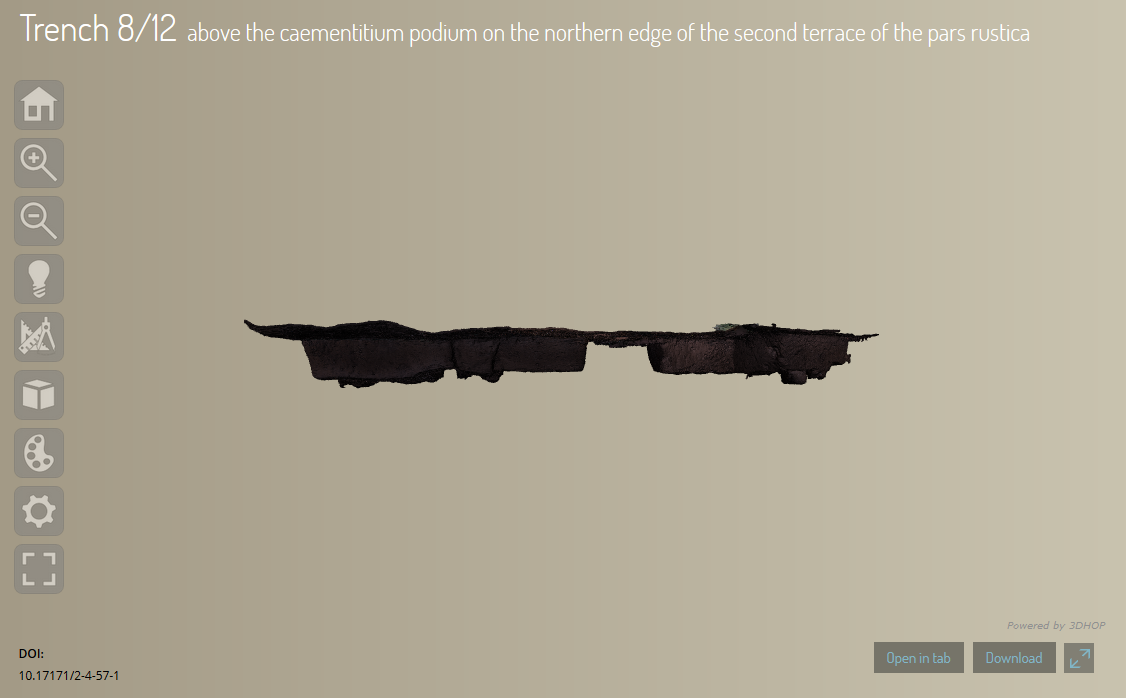 Trench 8/12 above the caementitium podium on the northern edge of the second terrace of the pars rustica
Powered by 3DHOP
Open in tab
Download
DOI:
10.17171/2-4-57-1